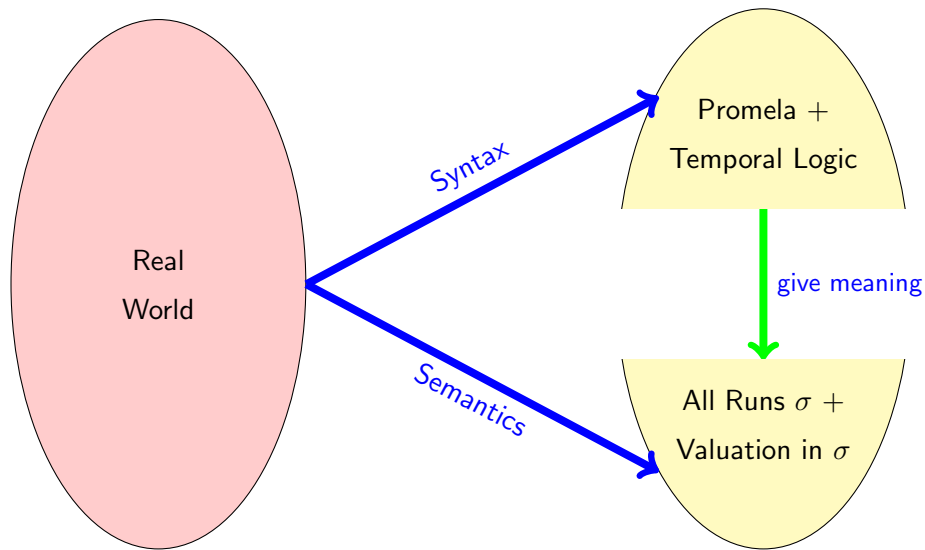 Promela +
Temporal Logic
Syntax
Real
World
give meaning
Semantics
All Runs σ +
Valuation in σ